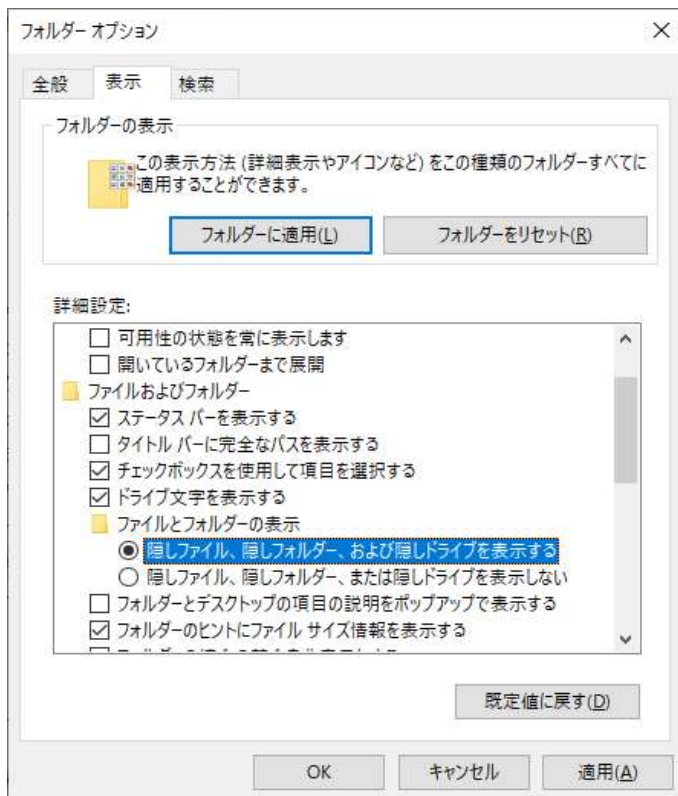 フォルダー オプション
全般 表示 検索
フォルダーの表示
この表示方法 (詳細表示やアイコンなど) をこの種類のフォルダーすべてに
適用することができます。
フォルダーに適用(L) フォルダーをリセット(R)
詳細設定:
可用性の状態を常に表示します
開いているフォルダーまで展開
ファイルおよびフォルダー
ステータス バーを表示する
タイトル バーに完全なパスを表示する
チェックボックスを使用して項目を選択する
ドライブ文字を表示する
ファイルとフォルダーの表示
隠しファイル、隠しフォルダー、および隠しドライブを表示する
隠しファイル、隠しフォルダー、または隠しドライブを表示しない
フォルダーとデスクトップの項目の説明をポップアップで表示する
フォルダーのヒントにファイル サイズ情報を表示する
既定値に戻す(D)
OK キャンセル 適用(A)